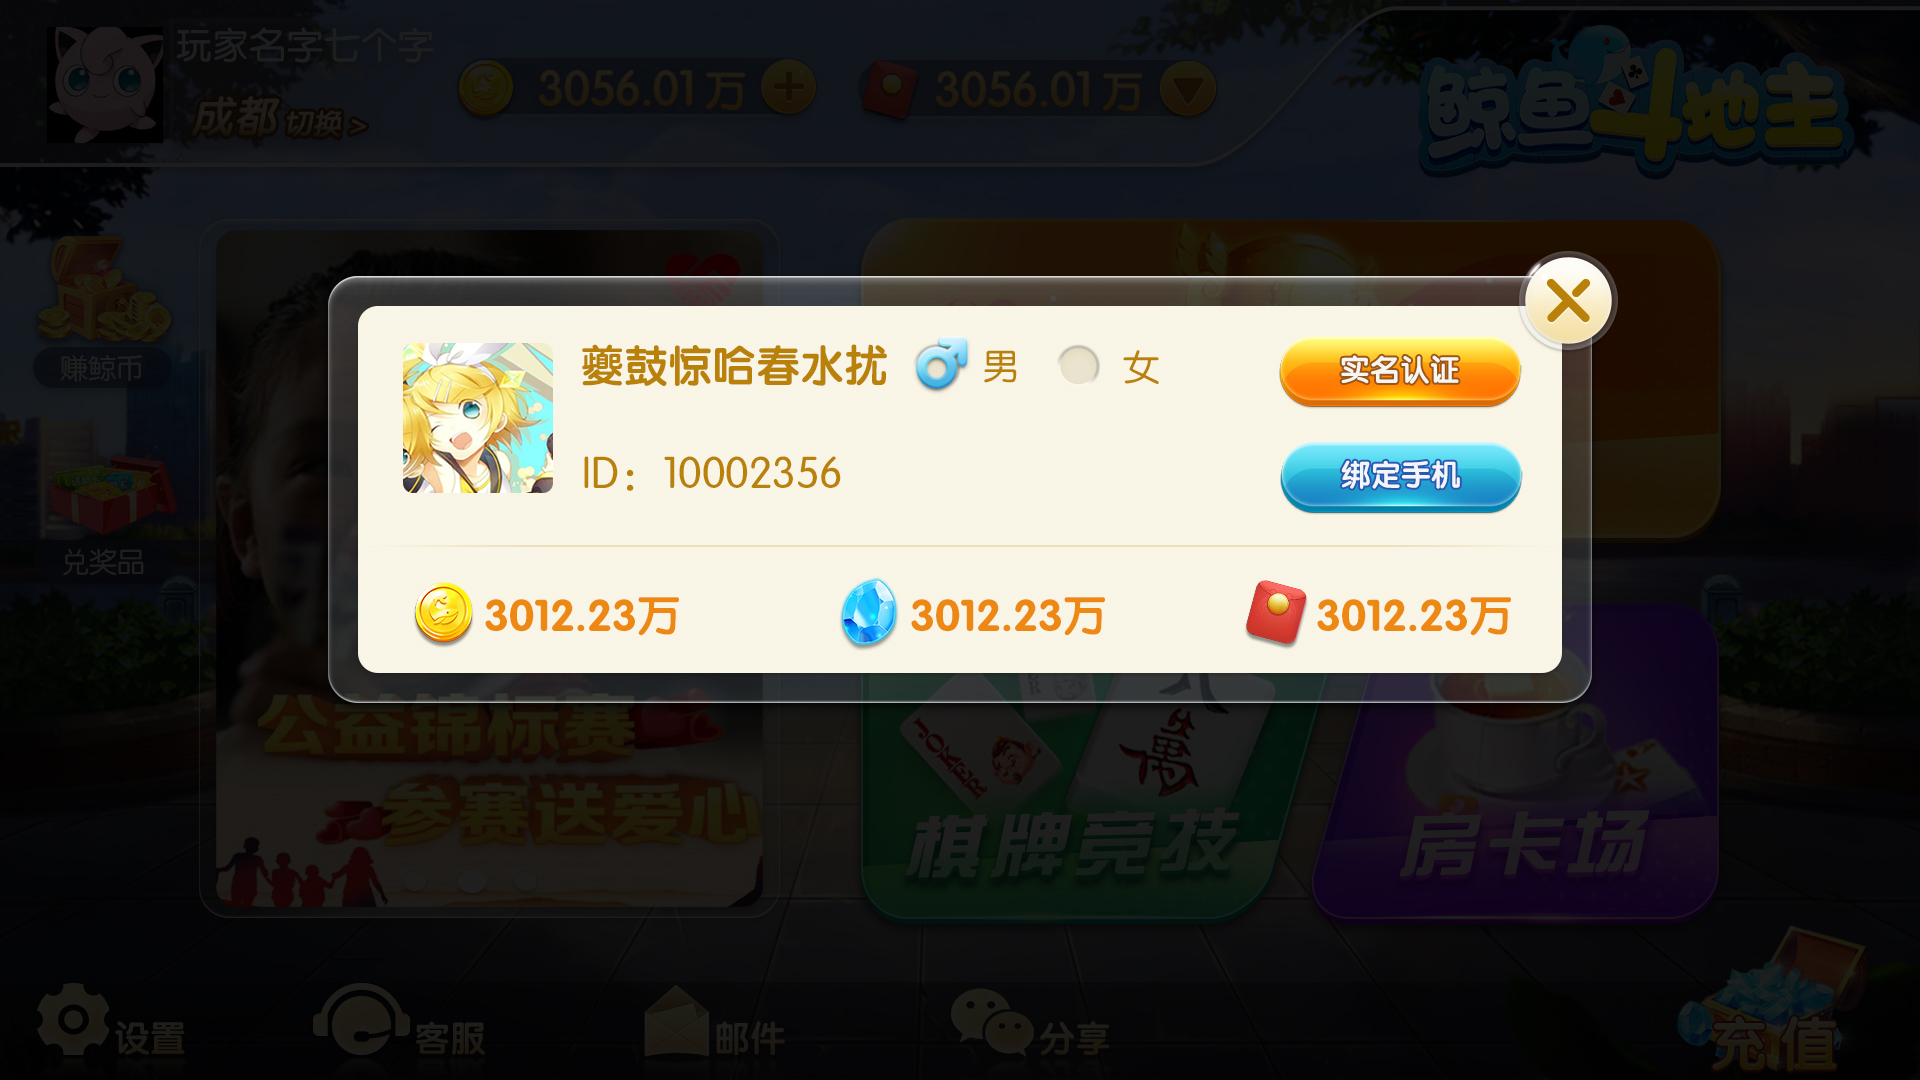 玩家名字七个字
成都 切换 >
3056.01万
3056.01万
鲸鱼斗地主
赚鲸币
兑奖品
夔鼓惊哈春水扰
男
女
实名认证
ID：10002356
绑定手机
3012.23万
3012.23万
3012.23万
公益锦标赛
参赛送爱心
JOKER
棋牌竞技
房卡场
设置
客服
邮件
分享
充值